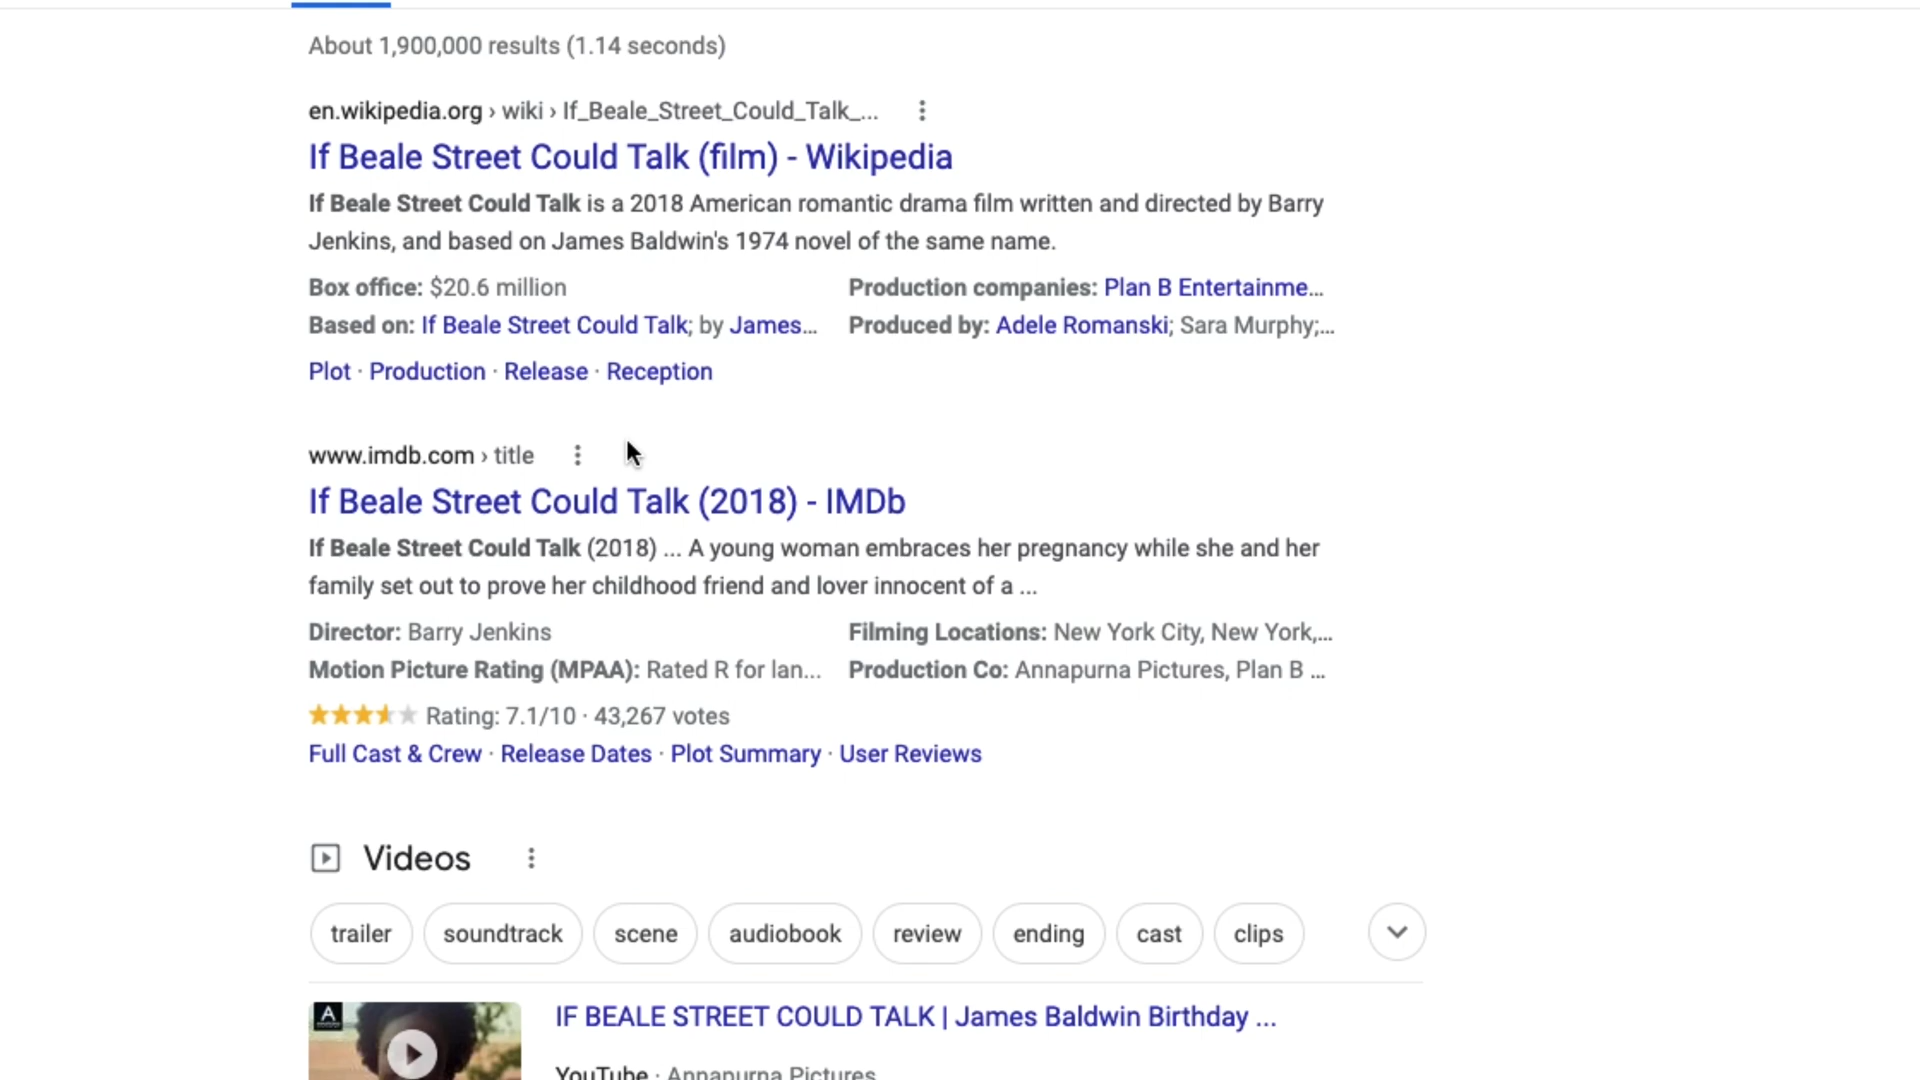 About 1,900,000 results (1.14 seconds)
en.wikipedia.org › wiki › If_Beale_Street_Could_Talk_...
If Beale Street Could Talk (film) - Wikipedia
If Beale Street Could Talk is a 2018 American romantic drama film written and directed by Barry
Jenkins, and based on James Baldwin's 1974 novel of the same name.
Box office: $20.6 million Production companies: Plan B Entertainme...
Based on: If Beale Street Could Talk; by James... Produced by: Adele Romanski; Sara Murphy;...
Plot · Production · Release · Reception
www.imdb.com › title
If Beale Street Could Talk (2018) - IMDb
If Beale Street Could Talk (2018) ... A young woman embraces her pregnancy while she and her
family set out to prove her childhood friend and lover innocent of a ...
Director: Barry Jenkins Filming Locations: New York City, New York,...
Motion Picture Rating (MPAA): Rated R for lan... Production Co: Annapurna Pictures, Plan B ...
Rating: 7.1/10 · 43,267 votes
Full Cast & Crew · Release Dates · Plot Summary · User Reviews
Videos
trailer soundtrack scene audiobook review ending cast clips
A
IF BEALE STREET COULD TALK | James Baldwin Birthday ...
YouTube · Annapurna Pictures